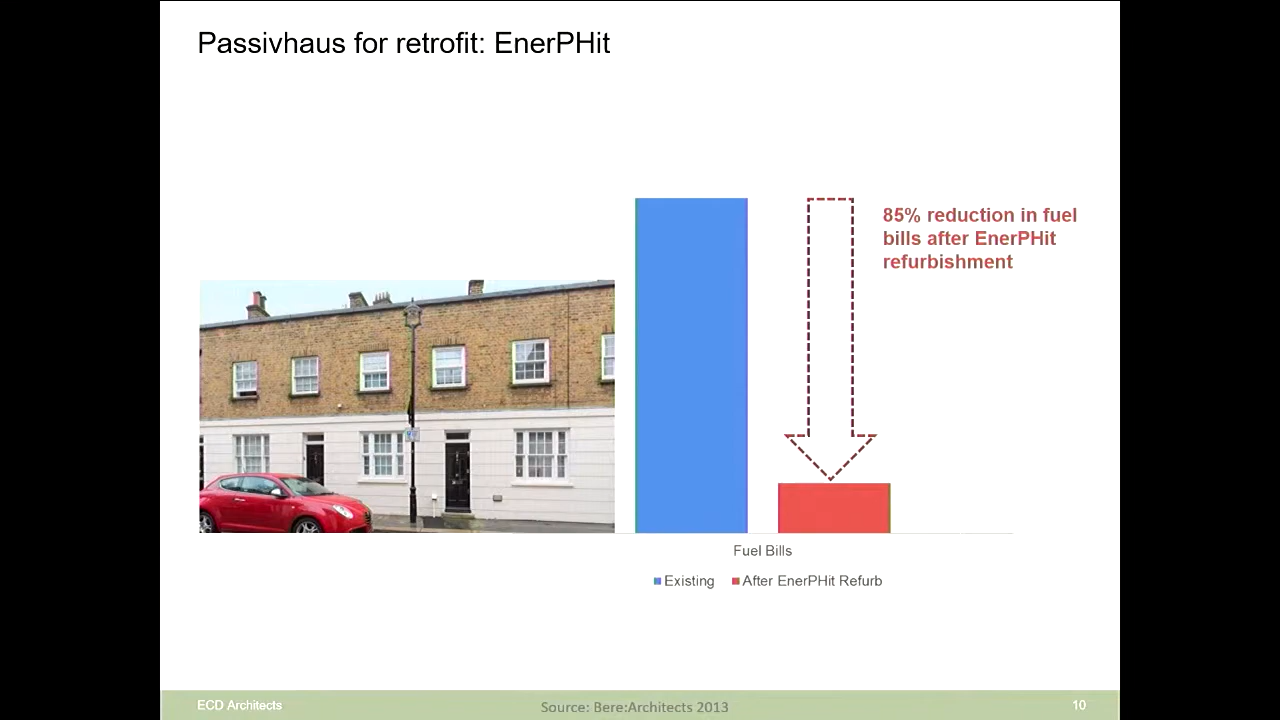 Passivhaus for retrofit: EnerPHit
85% reduction in fuel
bills after EnerPHit
refurbishment
Fuel Bills
Existing
After EnerPHit Refurb
ECD Architects
Source: Bere:Architects 2013
10